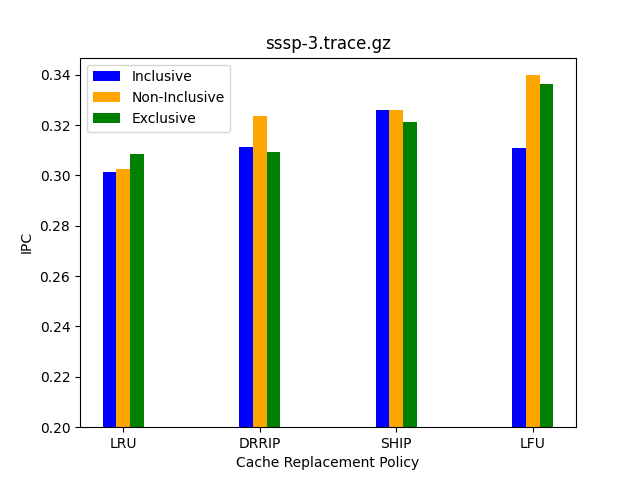 sssp-3.trace.gz
Inclusive
Non-Inclusive
Exclusive
IPC
0.34
0.32
0.30
0.28
0.26
0.24
0.22
0.20
LRU DRRIP SHIP LFU
Cache Replacement Policy